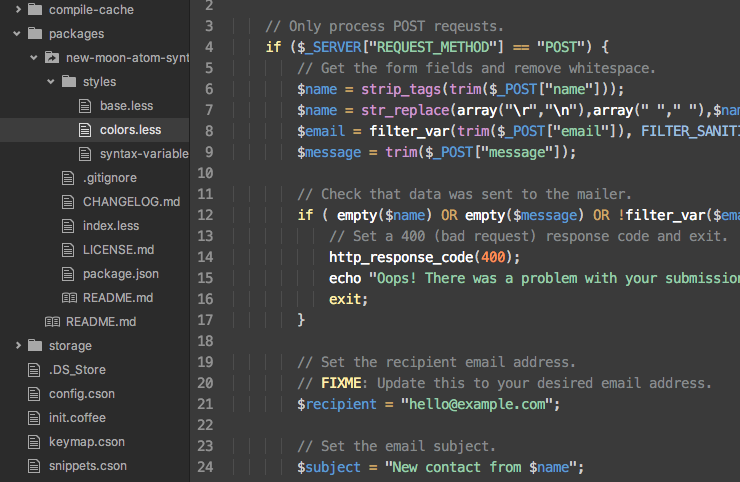 compile-cache
packages
new-moon-atom-synt
styles
base.less
colors.less
syntax-variable
.gitignore
CHANGELOG.md
index.less
LICENSE.md
package.json
README.md
README.md
storage
.DS_Store
config.cson
init.coffee
keymap.cson
snippets.cson
2
3 // Only process POST reqeusts.
4 if ($_SERVER["REQUEST_METHOD"] == "POST") {
5 // Get the form fields and remove whitespace.
6 $name = strip_tags(trim($_POST["name"]));
7 $name = str_replace(array("\r","\n"),array(" "," "),$name
8 $email = filter_var(trim($_POST["email"]), FILTER_SANITI
9 $message = trim($_POST["message"]);
10
11 // Check that data was sent to the mailer.
12 if ( empty($name) OR empty($message) OR !filter_var($ema
13 // Set a 400 (bad request) response code and exit.
14 http_response_code(400);
15 echo "Oops! There was a problem with your submission
16 exit;
17 }
18
19 // Set the recipient email address.
20 // FIXME: Update this to your desired email address.
21 $recipient = "hello@example.com";
22
23 // Set the email subject.
24 $subject = "New contact from $name";